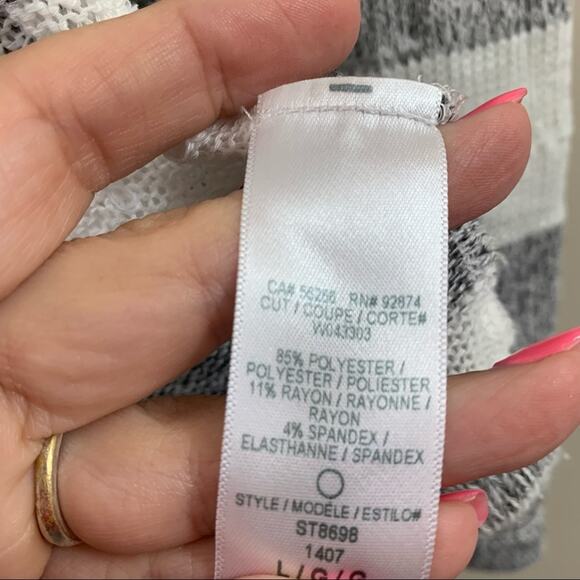 CA# 56266 RN# 92874
CUT / COUPE / CORTE#
W043303
85% POLYESTER /
POLYESTER / POLIESTER
11% RAYON / RAYONNE /
RAYON
4% SPANDEX /
ELASTHANNE / SPANDEX
STYLE / MODÈLE / ESTILO#
ST8698
1407
L / G / G